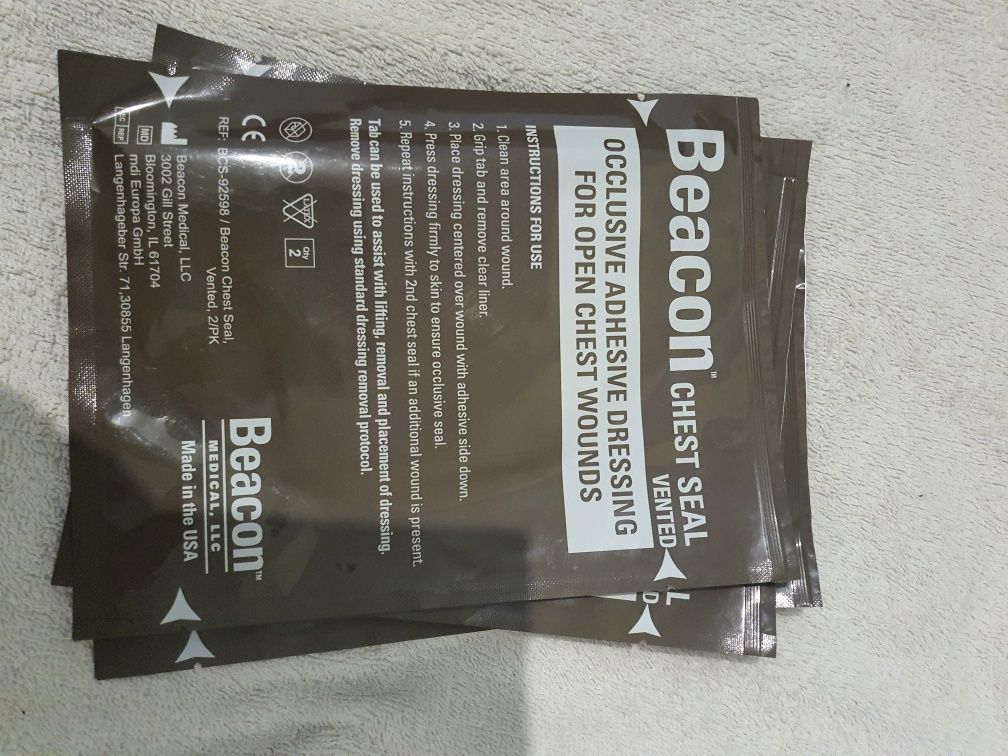 Beacon™ CHEST SEAL
VENTED
OCCLUSIVE ADHESIVE DRESSING
FOR OPEN CHEST WOUNDS
INSTRUCTIONS FOR USE
1. Clean area around wound.
2. Grip tab and remove clear liner.
3. Place dressing centered over wound with adhesive side down.
4. Press dressing firmly to skin to ensure occlusive seal.
5. Repeat instructions with 2nd chest seal if an additional wound is present.
Tab can be used to assist with lifting, removal and placement of dressing.
Remove dressing using standard dressing removal protocol.
Qty
2
CE
REF: BCS-92598 / Beacon Chest Seal,
Vented, 2/PK
Beacon Medical, LLC
3002 Gill Street
MD
Bloomington, IL 61704
mdi Europa GmbH
EC REP
Langenhageber Str. 71,30855 Langenhagen
Beacon™
MEDICAL, LLC
Made in the USA
L
D